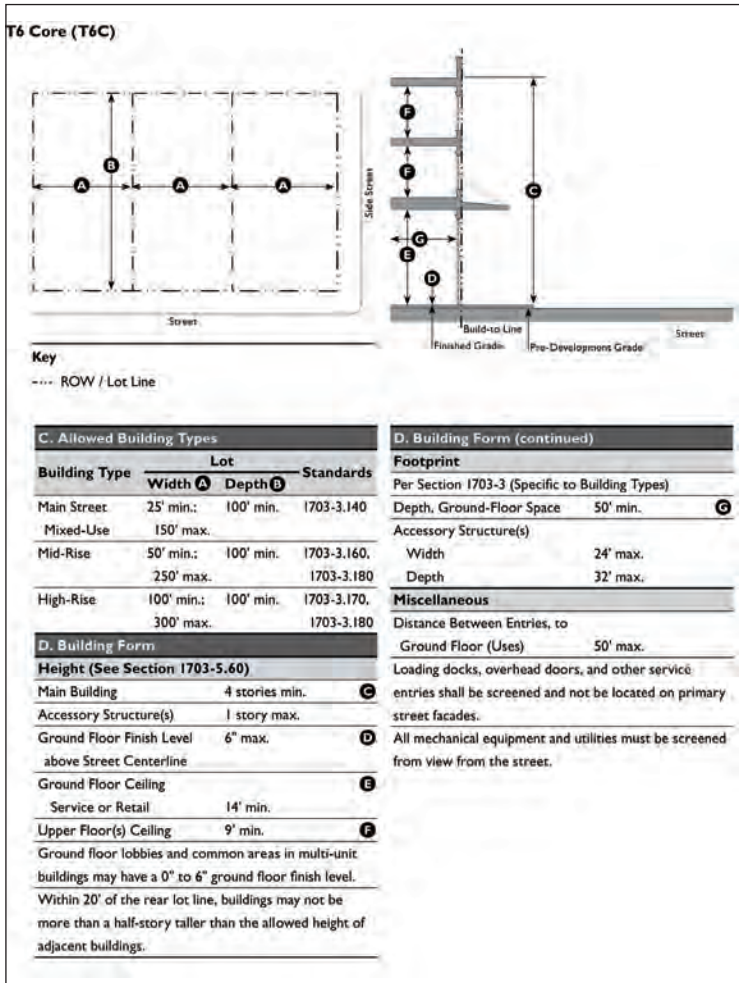 T6 Core (T6C)
A
A
A
B
Side Street
Street
F
F
C
G
E
D
Build-to Line
Street
Finished Grade
Pre-Development Grade
Key
ROW / Lot Line
C. Allowed Building Types
Building Type Lot Standards
Width A Depth B
Main Street 25' min.; 100' min. 1703-3.140
Mixed-Use 150' max.
Mid-Rise 50' min.; 100' min. 1703-3.160,
250' max. 1703-3.180
High-Rise 100' min.; 100' min. 1703-3.170,
300' max. 1703-3.180
D. Building Form
Height (See Section 1703-5.60)
Main Building 4 stories min. C
Accessory Structure(s) 1 story max.
Ground Floor Finish Level 6" max. D
above Street Centerline
Ground Floor Ceiling E
Service or Retail 14' min.
Upper Floor(s) Ceiling 9' min. F
Ground floor lobbies and common areas in multi-unit
buildings may have a 0" to 6" ground floor finish level.
Within 20' of the rear lot line, buildings may not be
more than a half-story taller than the allowed height of
adjacent buildings.
D. Building Form (continued)
Footprint
Per Section 1703-3 (Specific to Building Types)
Depth, Ground-Floor Space 50' min. G
Accessory Structure(s)
Width 24' max.
Depth 32' max.
Miscellaneous
Distance Between Entries, to
Ground Floor (Uses) 50' max.
Loading docks, overhead doors, and other service
entries shall be screened and not be located on primary
street facades.
All mechanical equipment and utilities must be screened
from view from the street.